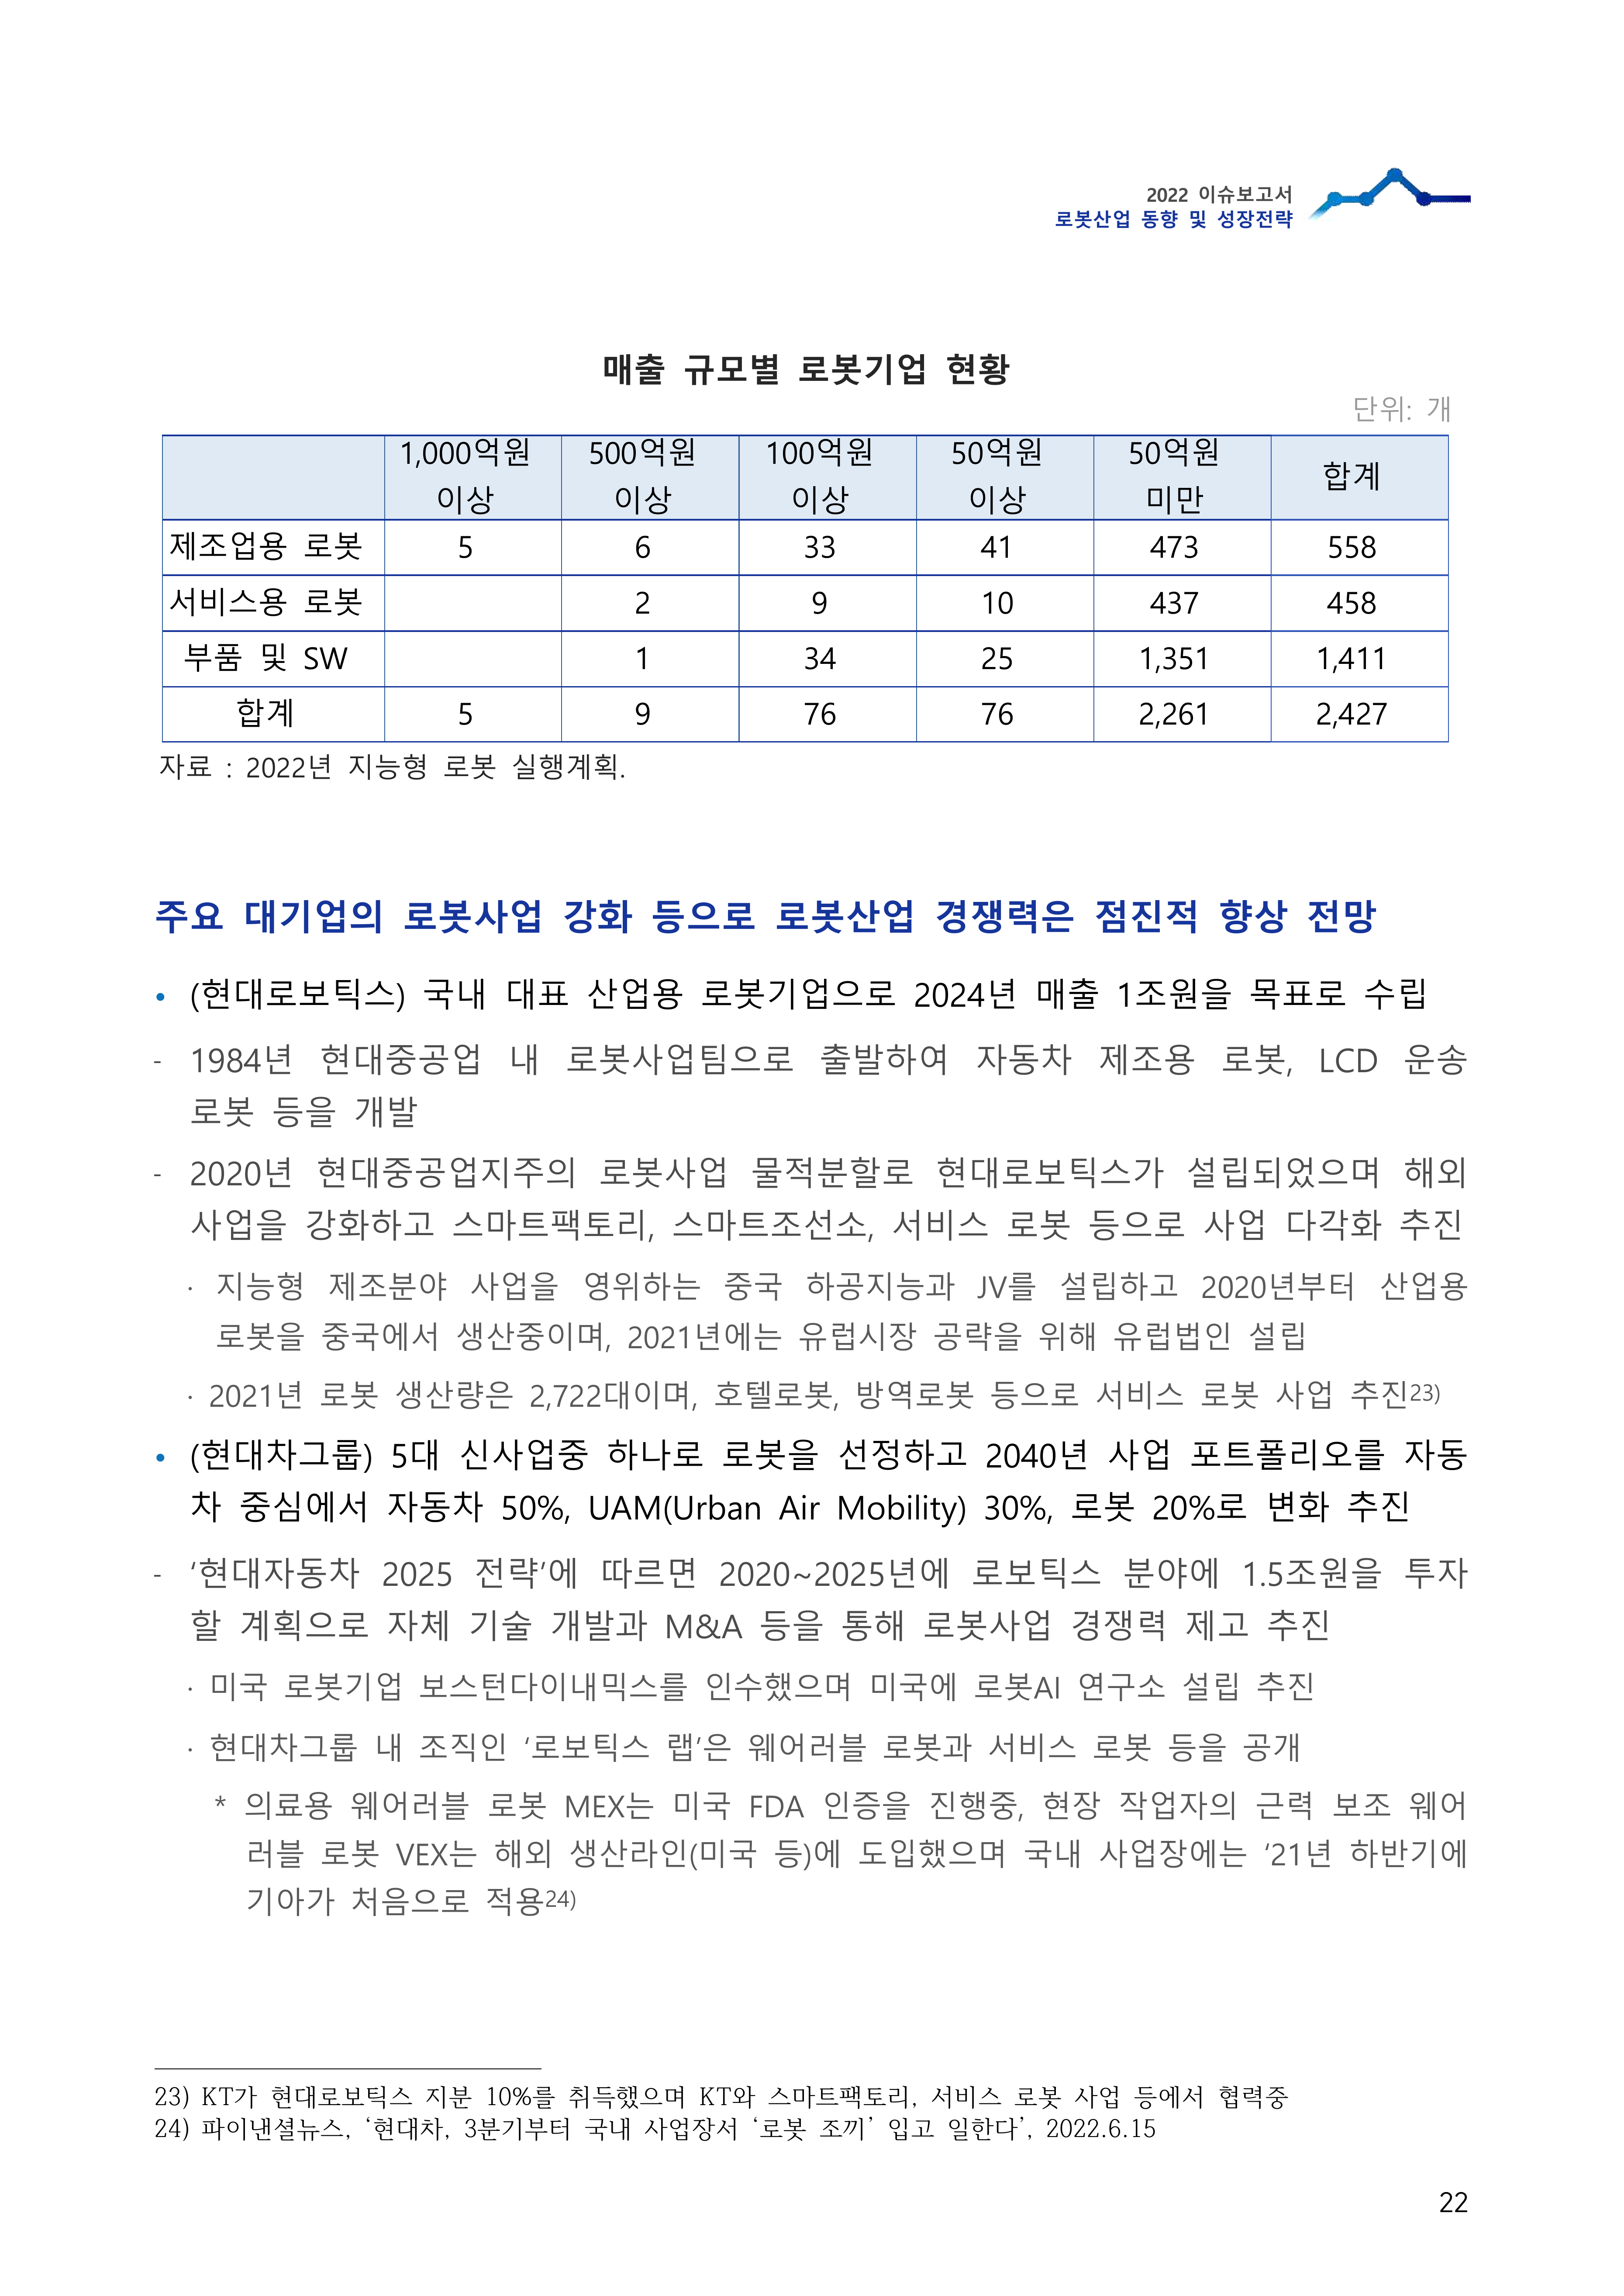 2022 이슈보고서
로봇산업 동향 및 성장전략
매출 규모별 로봇기업 현황
단위: 개
1,000억원 이상 500억원 이상 100억원 이상 50억원 이상 50억원 미만 합계
제조업용 로봇 5 6 33 41 473 558
서비스용 로봇 2 9 10 437 458
부품 및 SW 1 34 25 1,351 1,411
합계 5 9 76 76 2,261 2,427
자료 : 2022년 지능형 로봇 실행계획.
주요 대기업의 로봇사업 강화 등으로 로봇산업 경쟁력은 점진적 향상 전망
• (현대로보틱스) 국내 대표 산업용 로봇기업으로 2024년 매출 1조원을 목표로 수립
- 1984년 현대중공업 내 로봇사업팀으로 출발하여 자동차 제조용 로봇, LCD 운송
로봇 등을 개발
- 2020년 현대중공업지주의 로봇사업 물적분할로 현대로보틱스가 설립되었으며 해외
사업을 강화하고 스마트팩토리, 스마트조선소, 서비스 로봇 등으로 사업 다각화 추진
· 지능형 제조분야 사업을 영위하는 중국 하공지능과 JV를 설립하고 2020년부터 산업용
로봇을 중국에서 생산중이며, 2021년에는 유럽시장 공략을 위해 유럽법인 설립
· 2021년 로봇 생산량은 2,722대이며, 호텔로봇, 방역로봇 등으로 서비스 로봇 사업 추진23)
• (현대차그룹) 5대 신사업중 하나로 로봇을 선정하고 2040년 사업 포트폴리오를 자동
차 중심에서 자동차 50%, UAM(Urban Air Mobility) 30%, 로봇 20%로 변화 추진
- ‘현대자동차 2025 전략’에 따르면 2020~2025년에 로보틱스 분야에 1.5조원을 투자
할 계획으로 자체 기술 개발과 M&A 등을 통해 로봇사업 경쟁력 제고 추진
· 미국 로봇기업 보스턴다이내믹스를 인수했으며 미국에 로봇AI 연구소 설립 추진
· 현대차그룹 내 조직인 ‘로보틱스 랩’은 웨어러블 로봇과 서비스 로봇 등을 공개
* 의료용 웨어러블 로봇 MEX는 미국 FDA 인증을 진행중, 현장 작업자의 근력 보조 웨어
러블 로봇 VEX는 해외 생산라인(미국 등)에 도입했으며 국내 사업장에는 ‘21년 하반기에
기아가 처음으로 적용24)
23) KT가 현대로보틱스 지분 10%를 취득했으며 KT와 스마트팩토리, 서비스 로봇 사업 등에서 협력중
24) 파이낸셜뉴스, ‘현대차, 3분기부터 국내 사업장서 ‘로봇 조끼’ 입고 일한다’, 2022.6.15
22